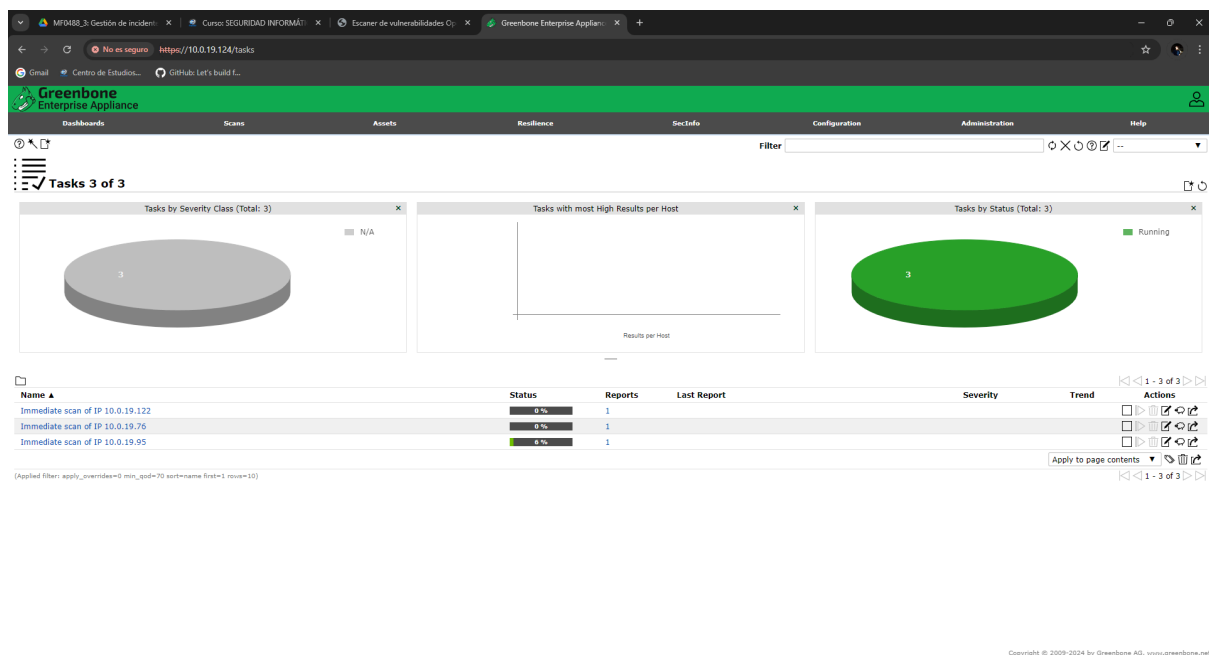 MF0488_3: Gestión de incident
Curso: SEGURIDAD INFORMÁTI
Escaner de vulnerabilidades Op
Greenbone Enterprise Applianc
No es seguro https://10.0.19.124/tasks
Gmail Centro de Estudios... GitHub: Let's build f...
Greenbone
Enterprise Appliance
Dashboards Scans Assets Resilience SecInfo Configuration Administration Help
Filter --
Tasks 3 of 3
Tasks by Severity Class (Total: 3)
N/A
3
Tasks with most High Results per Host
Results per Host
Tasks by Status (Total: 3)
Running
3
1 - 3 of 3
Name ▲ Status Reports Last Report Severity Trend Actions
Immediate scan of IP 10.0.19.122 0 % 1
Immediate scan of IP 10.0.19.76 0 % 1
Immediate scan of IP 10.0.19.95 6 % 1
Apply to page contents ▼
(Applied filter: apply_overrides=0 min_qod=70 sort=name first=1 rows=10)
1 - 3 of 3
Copyright © 2009-2024 by Greenbone AG, www.greenbone.net